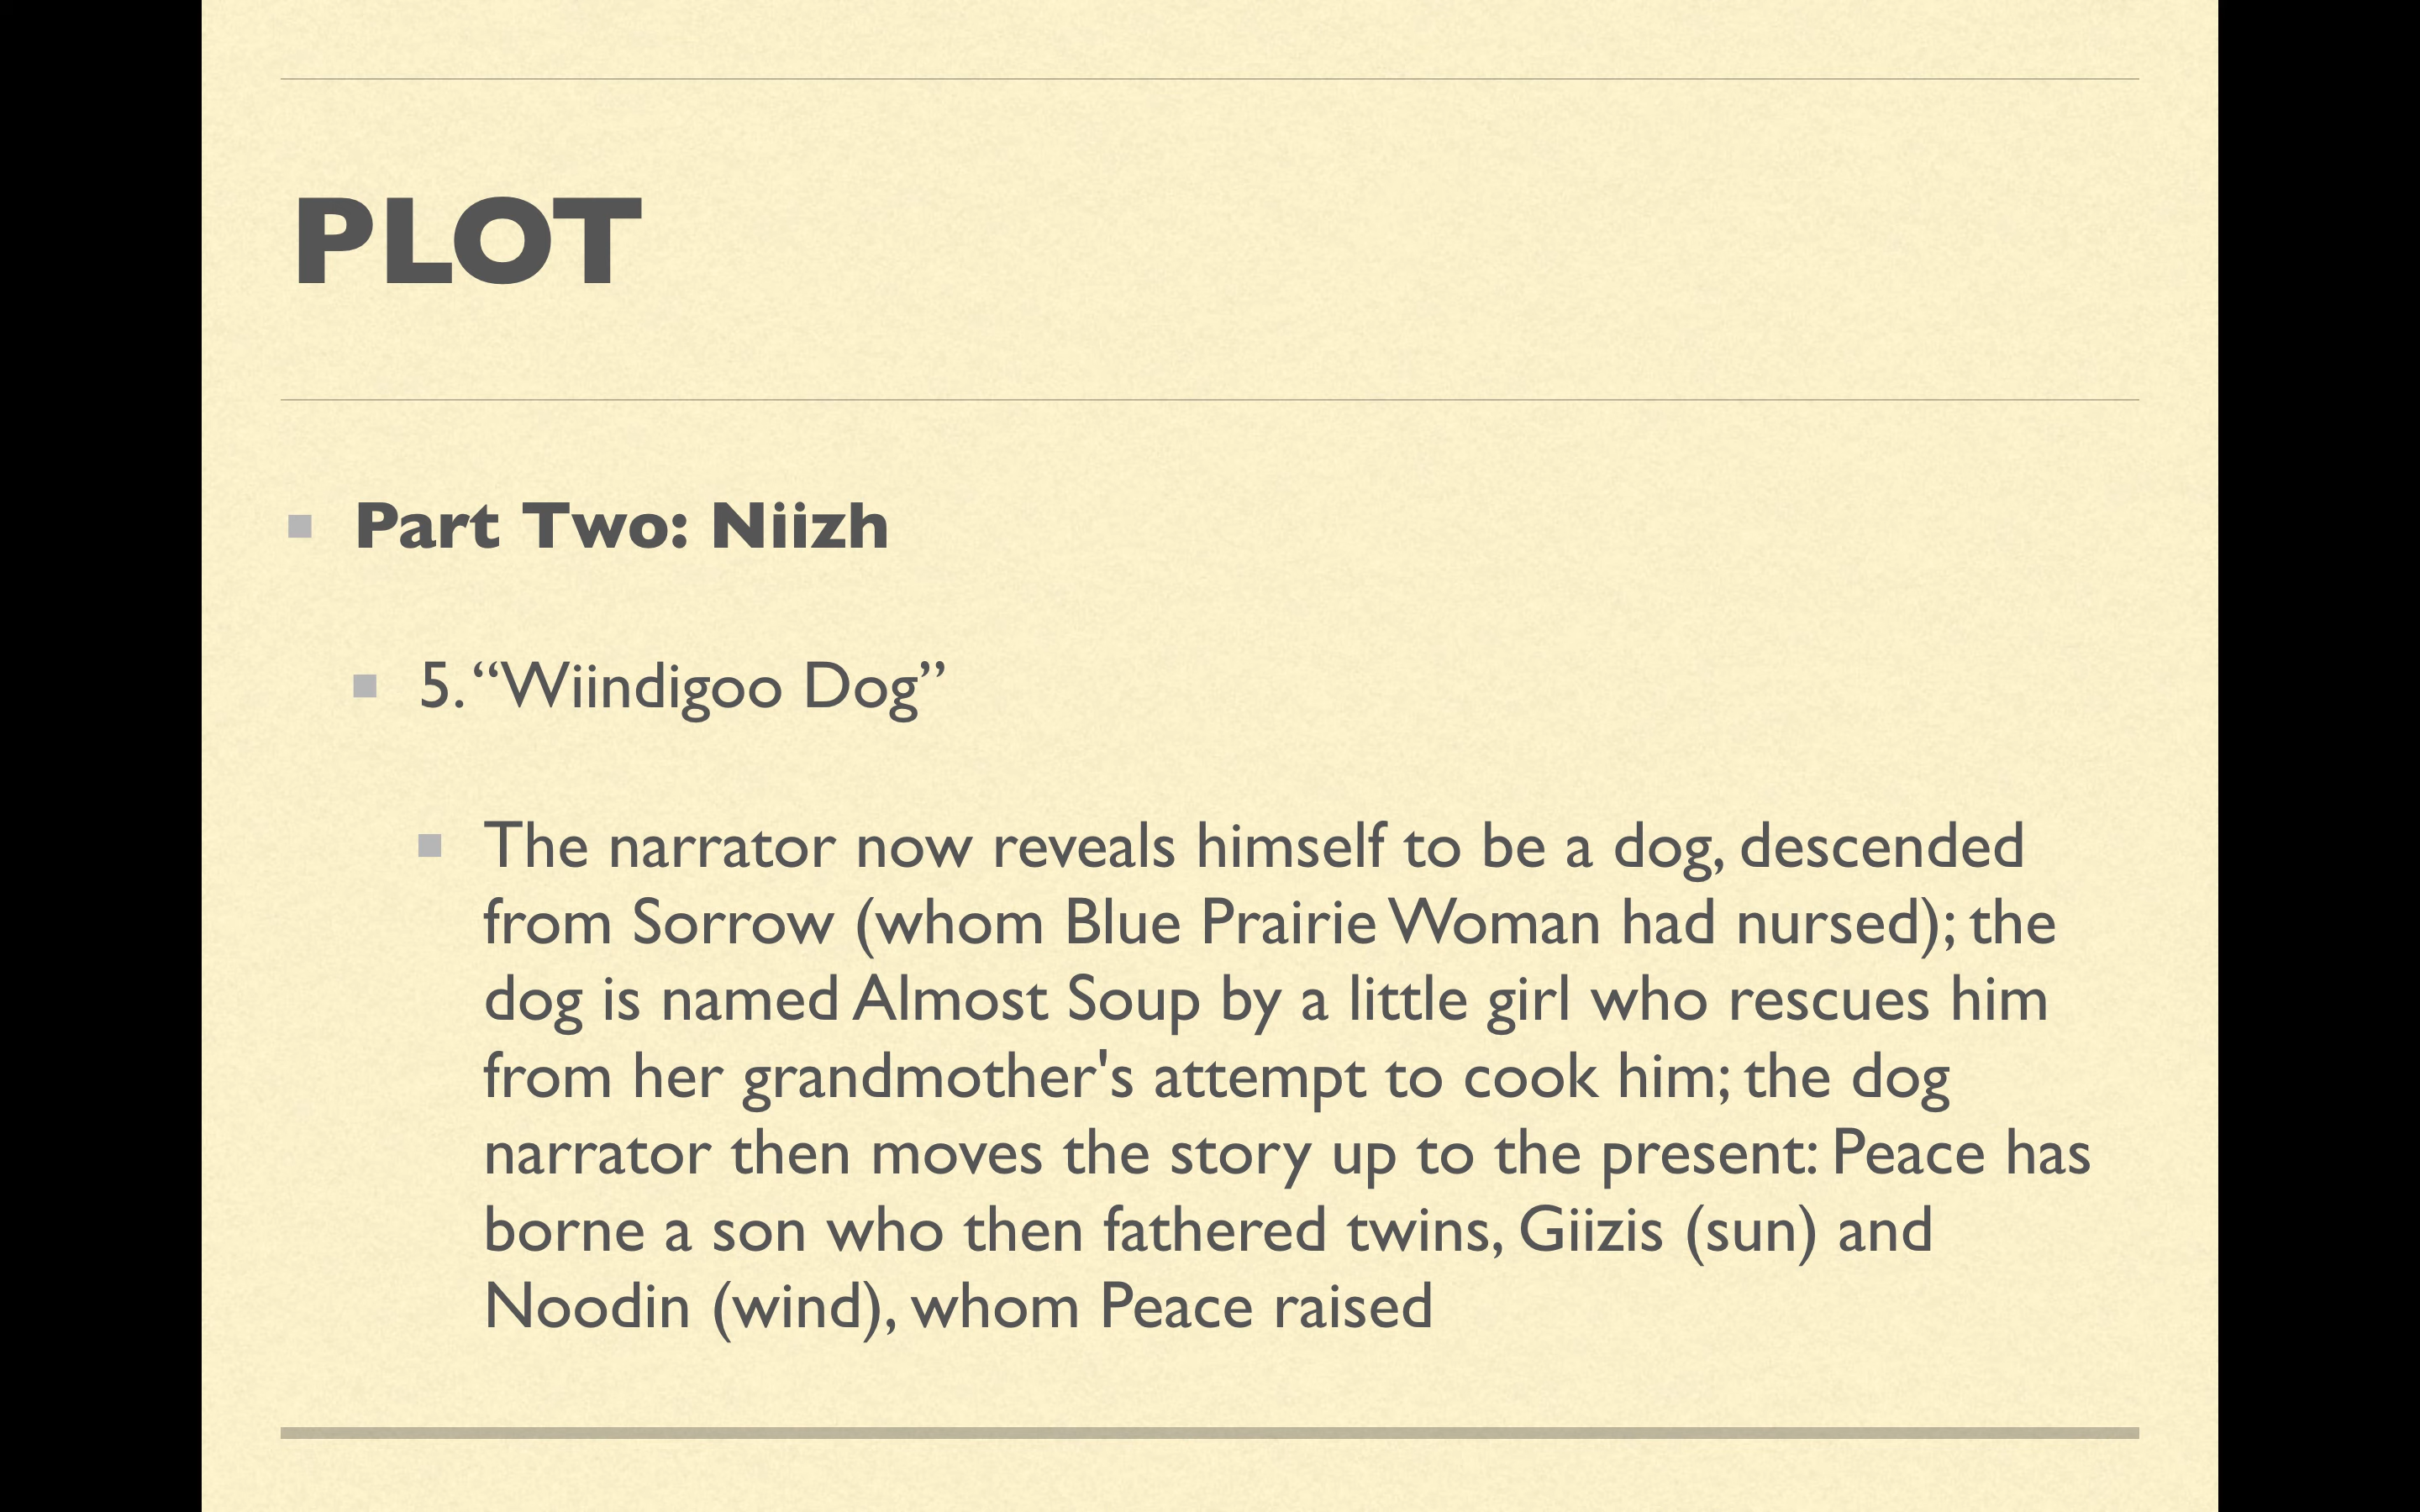 PLOT
Part Two: Niizh
5. “Wiindigoo Dog”
The narrator now reveals himself to be a dog, descended
from Sorrow (whom Blue Prairie Woman had nursed); the
dog is named Almost Soup by a little girl who rescues him
from her grandmother's attempt to cook him; the dog
narrator then moves the story up to the present: Peace has
borne a son who then fathered twins, Giizis (sun) and
Noodin (wind), whom Peace raised